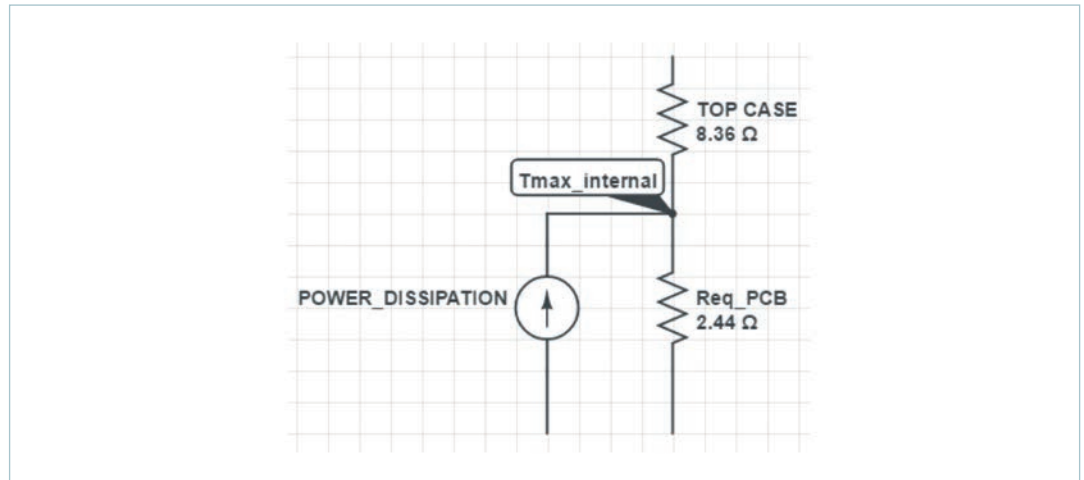 TOP CASE
8.36 Ω
Tmax_internal
POWER_DISSIPATION
Req_PCB
2.44 Ω